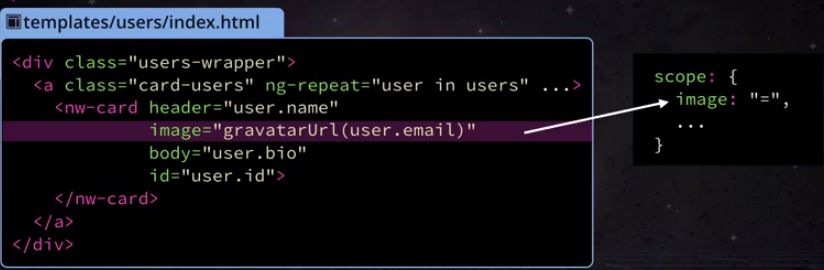 templates/users/index.html
<div class="users-wrapper">
<a class="card-users" ng-repeat="user in users" ...>
<nw-card header="user.name"
image="gravatarUrl(user.email)"
body="user.bio"
id="user.id">
</nw-card>
</a>
</div>
scope: {
image: "=",
...
}